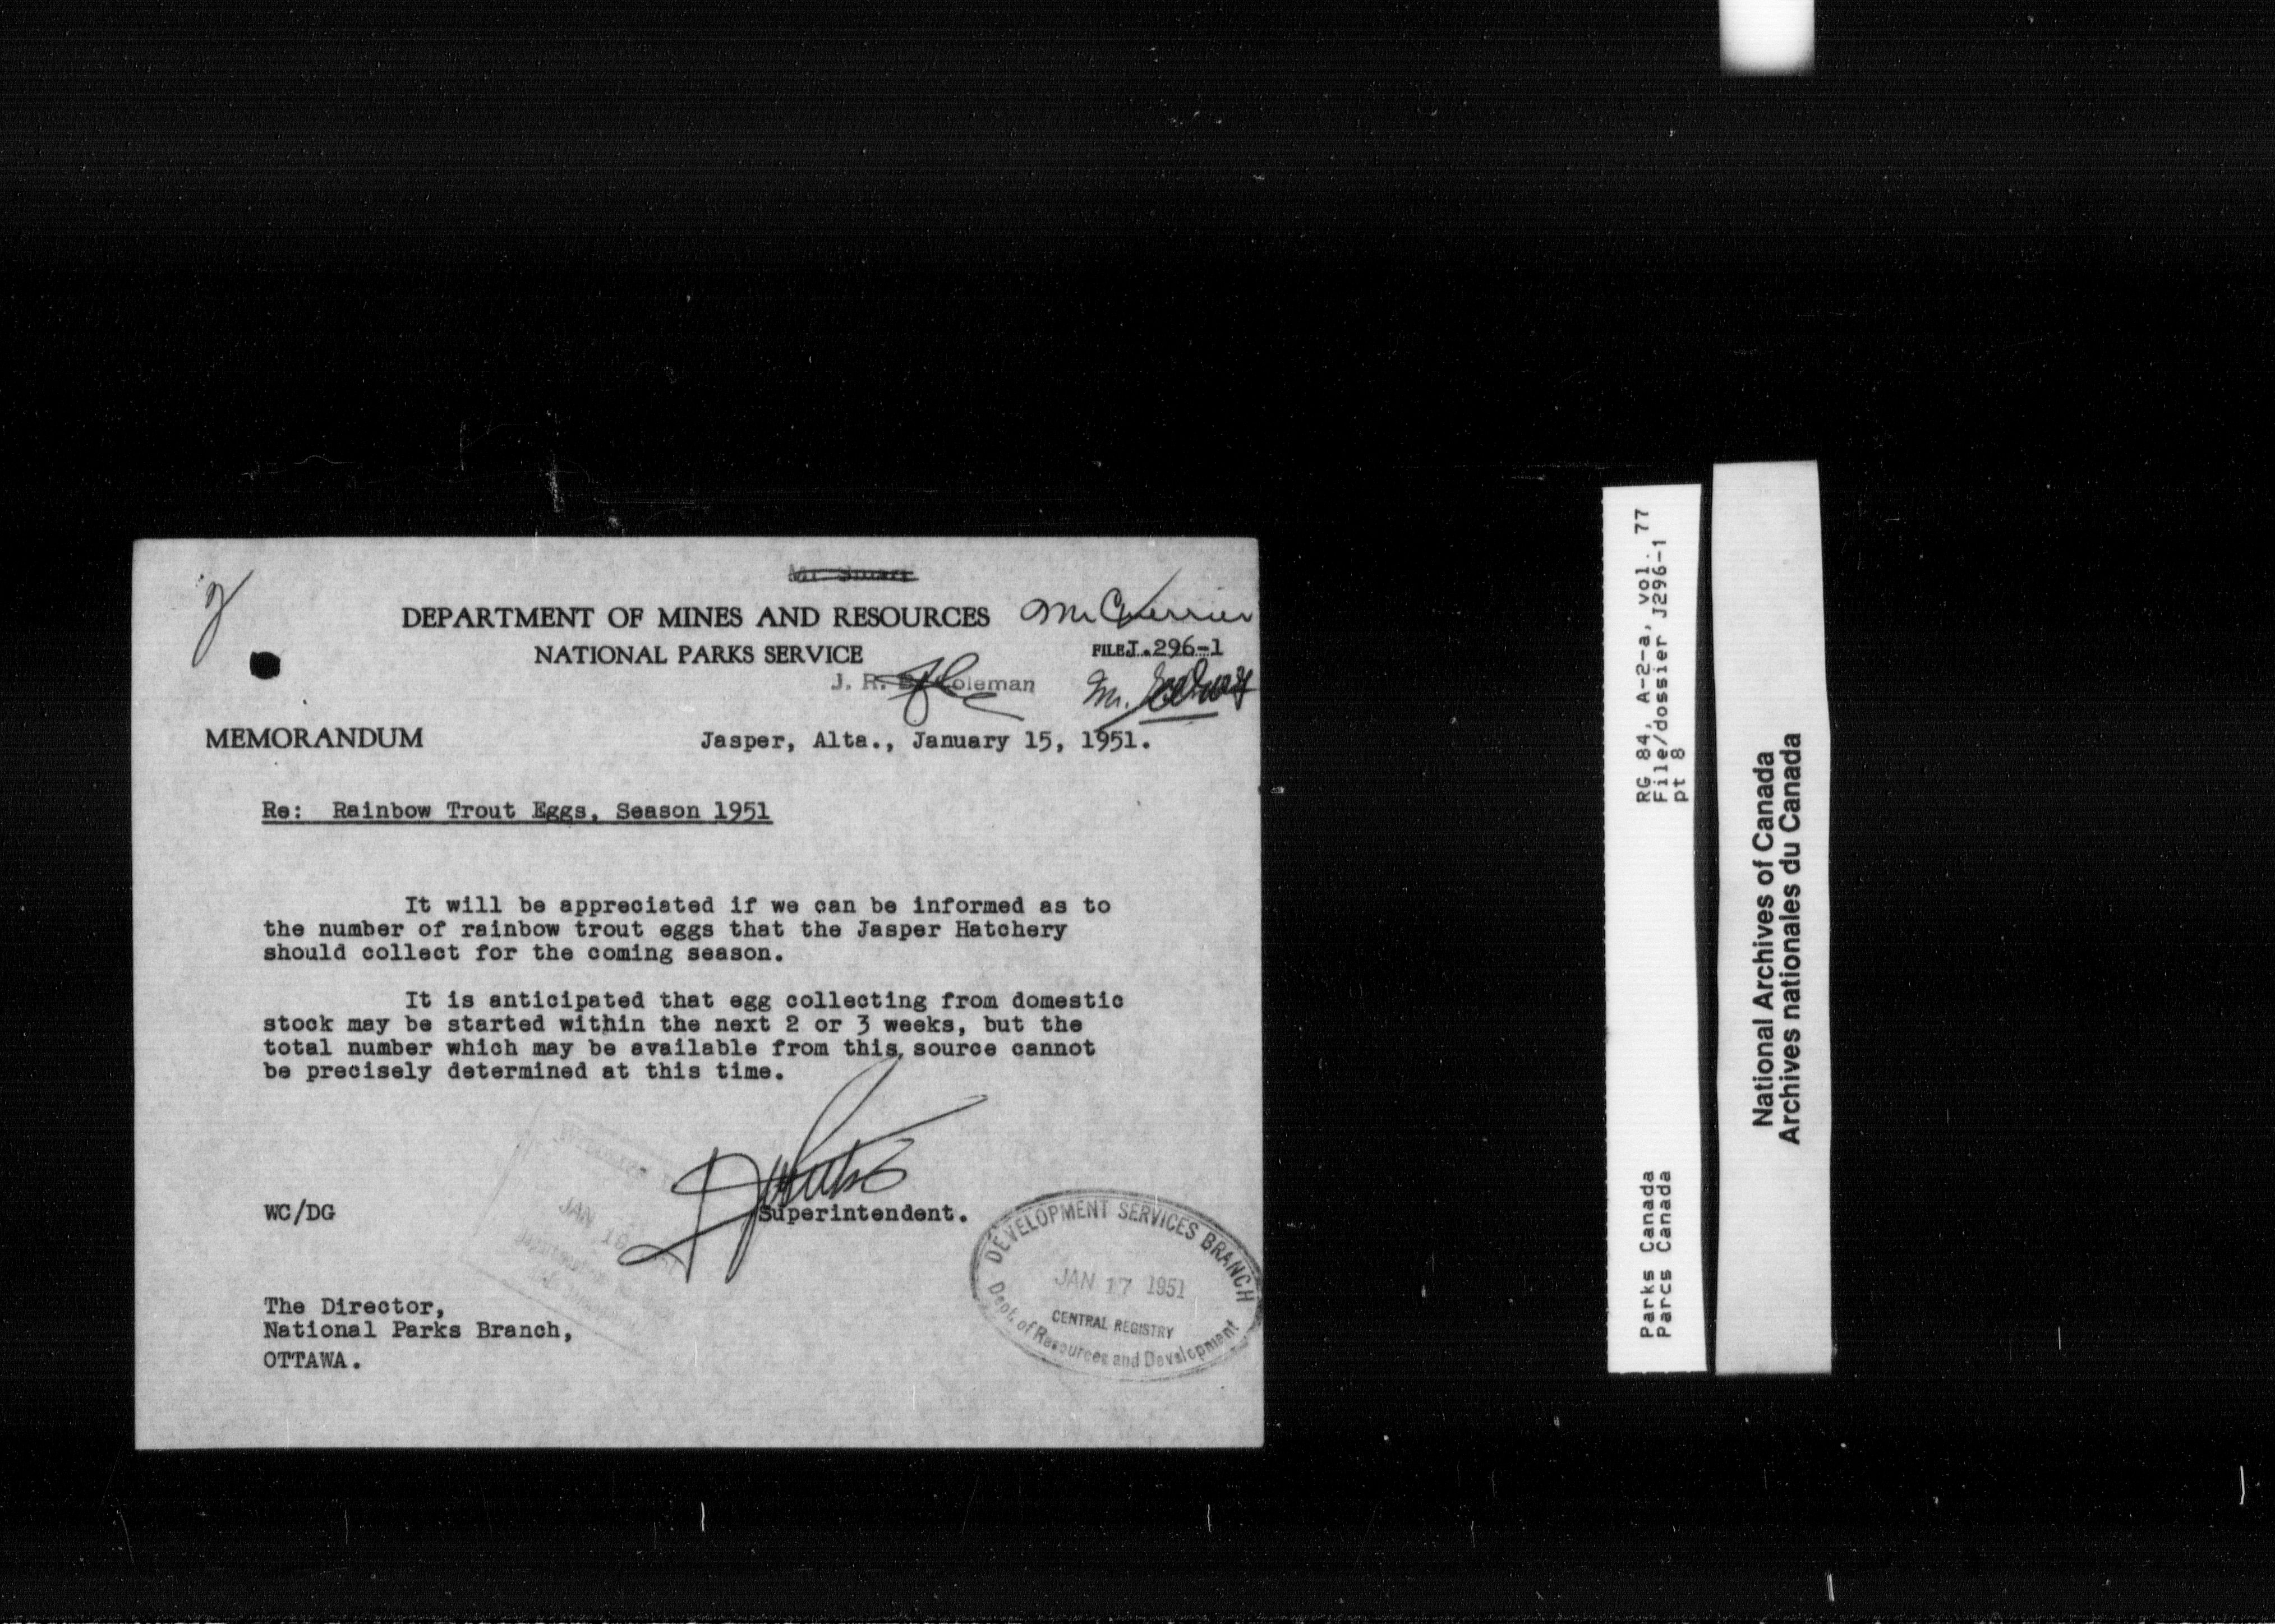 Mr. Smart
DEPARTMENT OF MINES AND RESOURCES
NATIONAL PARKS SERVICE
FILE J.296-1
J. R. B. Coleman
MEMORANDUM
Jasper, Alta., January 15, 1951.
Re: Rainbow Trout Eggs, Season 1951
It will be appreciated if we can be informed as to
the number of rainbow trout eggs that the Jasper Hatchery
should collect for the coming season.
It is anticipated that egg collecting from domestic
stock may be started within the next 2 or 3 weeks, but the
total number which may be available from this source cannot
be precisely determined at this time.
WC/DG
Superintendent.
JAN 16
DEVELOPMENT SERVICES BRANCH
JAN 17 1951
CENTRAL REGISTRY
Dept. of Resources and Development
The Director,
National Parks Branch,
OTTAWA.
RG 84, A-2-a, vol. 77
File/dossier J296-1
pt 8
Parks Canada
Parcs Canada
National Archives of Canada
Archives nationales du Canada